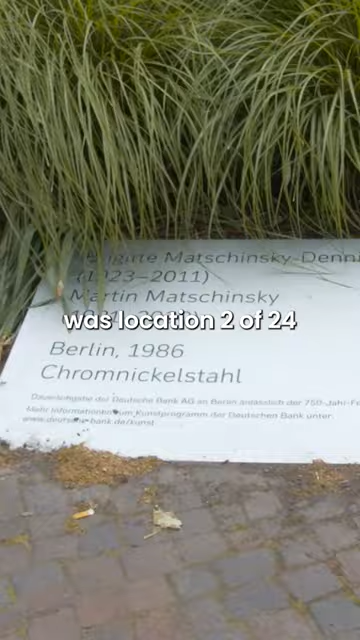 Brigitte Matschinsky-Denni
(1923–2011)
Martin Matschinsky
was location 2 of 24
Berlin, 1986
Chromnickelstahl
Dauerleihgabe der Deutsche Bank AG an Berlin anlässlich der 750-Jahr-Fe
Mehr Informationen zum Kunstprogramm der Deutschen Bank unter:
www.deutsche-bank.de/kunst